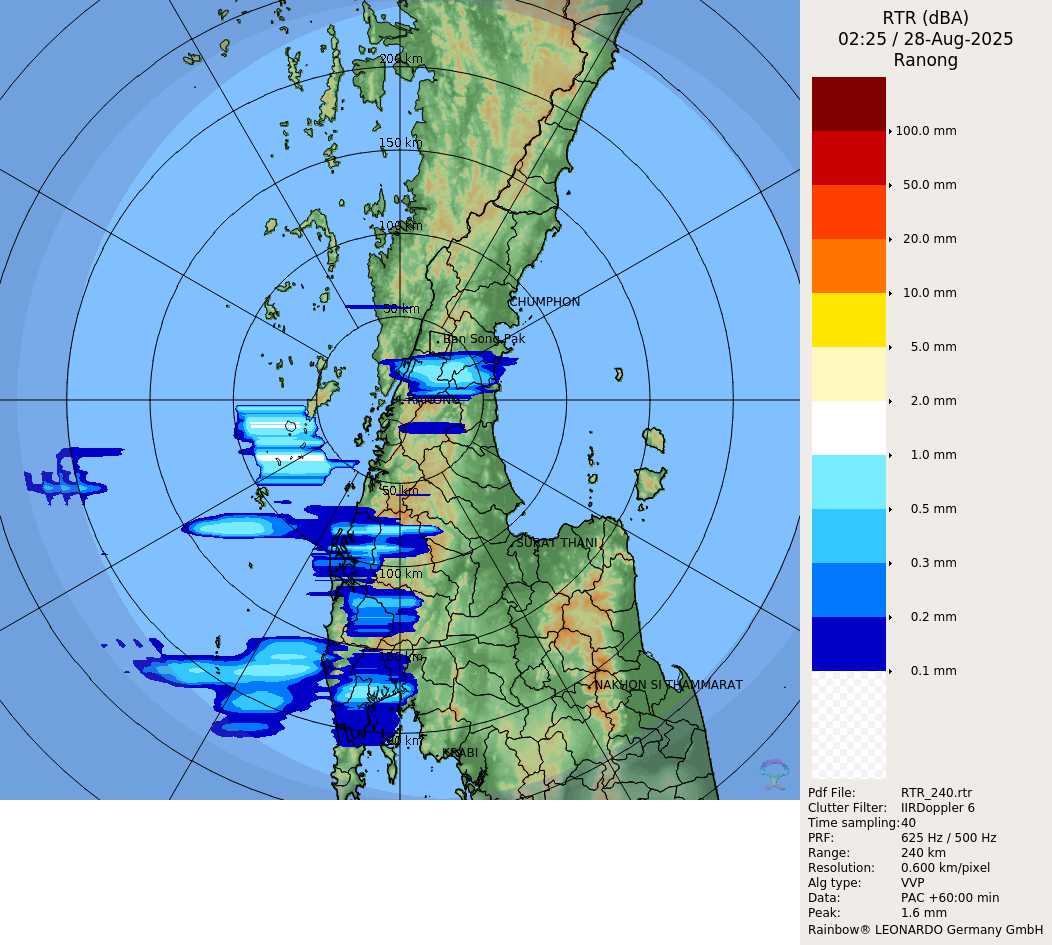 RTR (dBA)
02:25 / 28-Aug-2025
Ranong
100.0 mm
50.0 mm
20.0 mm
10.0 mm
5.0 mm
2.0 mm
1.0 mm
0.5 mm
0.3 mm
0.2 mm
0.1 mm
Pdf File: RTR_240.rtr
Clutter Filter: IIRDoppler 6
Time sampling: 40
PRF: 625 Hz / 500 Hz
Range: 240 km
Resolution: 0.600 km/pixel
Alg type: VVP
Data: PAC +60:00 min
Peak: 1.6 mm
Rainbow® LEONARDO Germany GmbH
200 km
150 km
100 km
CHUMPHON
50 km
Ban Song Pak
RANONG
50 km
SURAT THANI
100 km
NAKHON SI THAMMARAT
KRABI